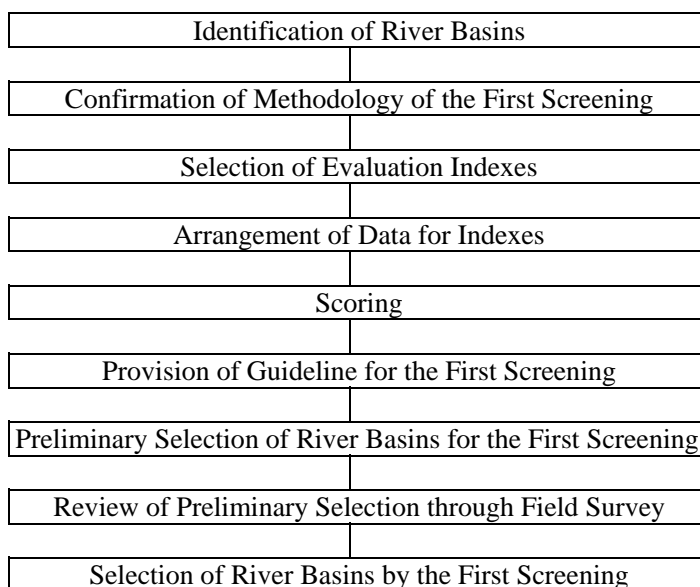 Identification of River Basins
Confirmation of Methodology of the First Screening
Selection of Evaluation Indexes
Arrangement of Data for Indexes
Scoring
Provision of Guideline for the First Screening
Preliminary Selection of River Basins for the First Screening
Review of Preliminary Selection through Field Survey
Selection of River Basins by the First Screening